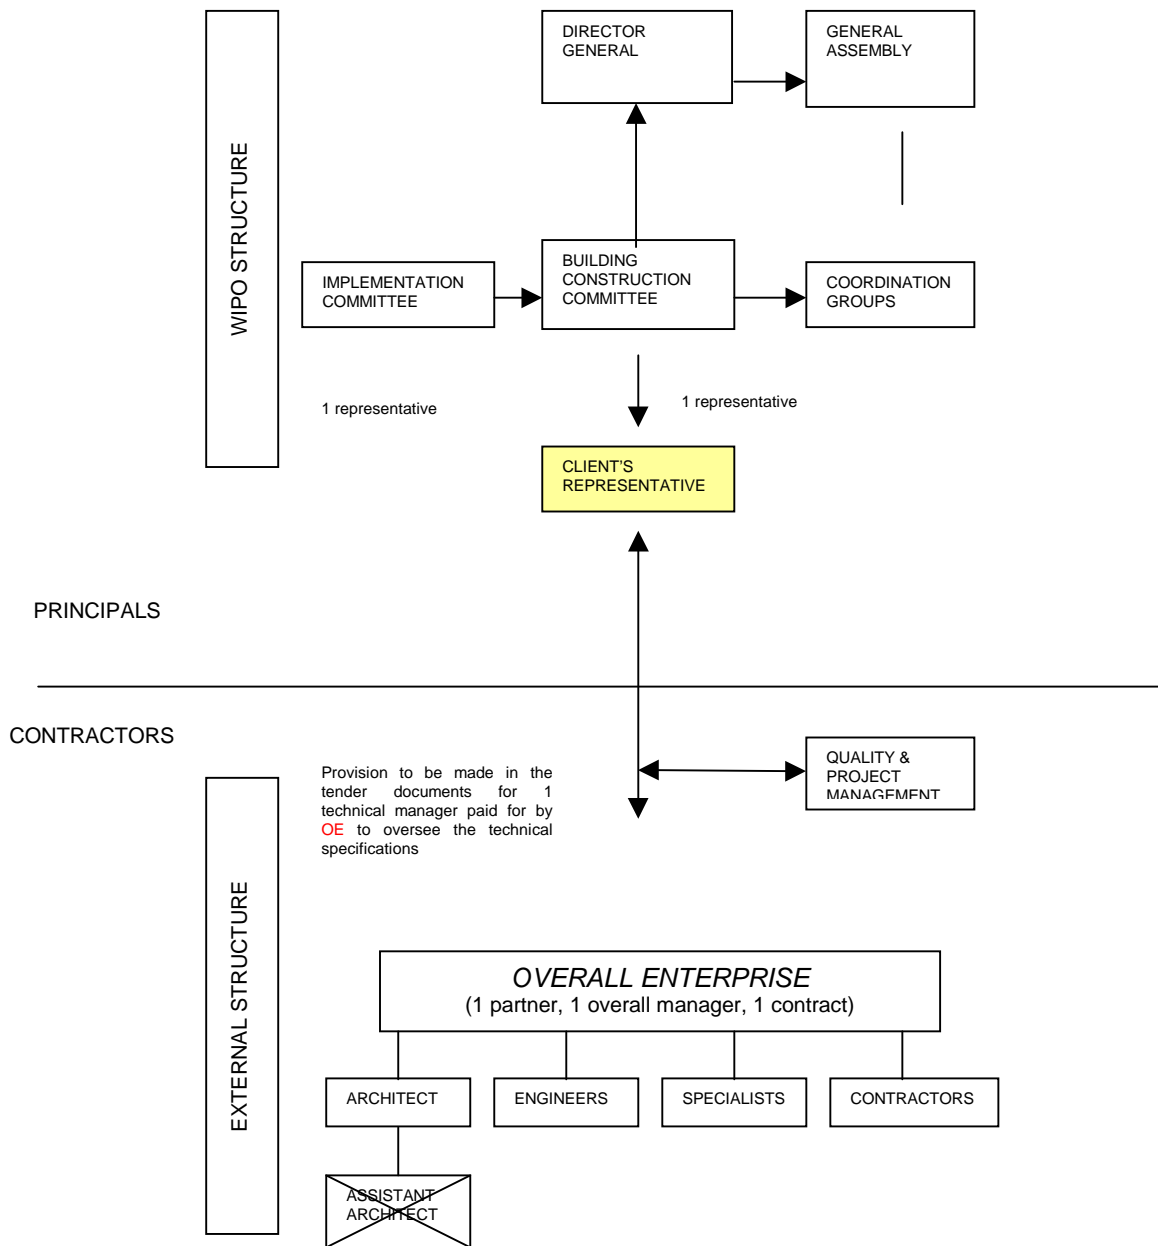 WIPO STRUCTURE
DIRECTOR
GENERAL
GENERAL
ASSEMBLY
IMPLEMENTATION
COMMITTEE
BUILDING
CONSTRUCTION
COMMITTEE
COORDINATION
GROUPS
1 representative
1 representative
CLIENT'S
REPRESENTATIVE
PRINCIPALS
CONTRACTORS
EXTERNAL STRUCTURE
Provision to be made in the
tender documents for 1
technical manager paid for by
OE to oversee the technical
specifications
QUALITY &
PROJECT
MANAGEMENT
OVERALL ENTERPRISE
(1 partner, 1 overall manager, 1 contract)
ARCHITECT
ENGINEERS
SPECIALISTS
CONTRACTORS
ASSISTANT
ARCHITECT